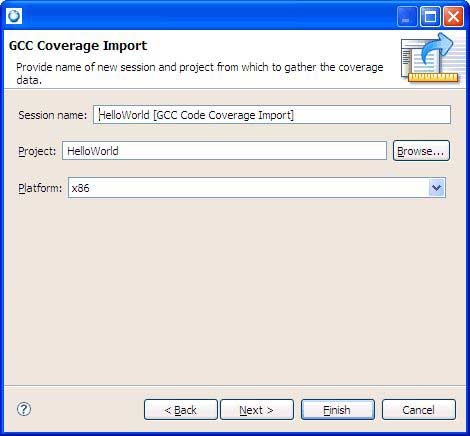 GCC Coverage Import
Provide name of new session and project from which to gather the coverage
data.
Session name: HelloWorld [GCC Code Coverage Import]
Project: HelloWorld Browse...
Platform: x86
? < Back Next > Finish Cancel